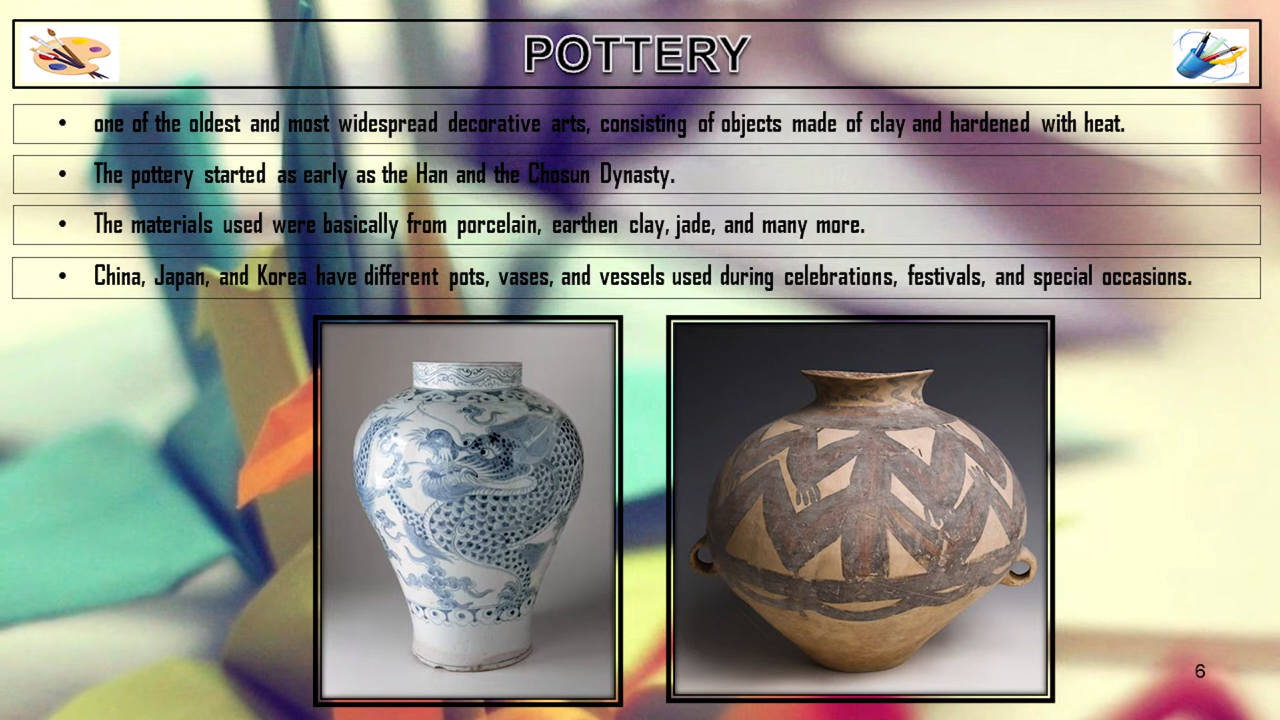 POTTERY
• one of the oldest and most widespread decorative arts, consisting of objects made of clay and hardened with heat.
• The pottery started as early as the Han and the Chosun Dynasty.
• The materials used were basically from porcelain, earthen clay, jade, and many more.
• China, Japan, and Korea have different pots, vases, and vessels used during celebrations, festivals, and special occasions.
6